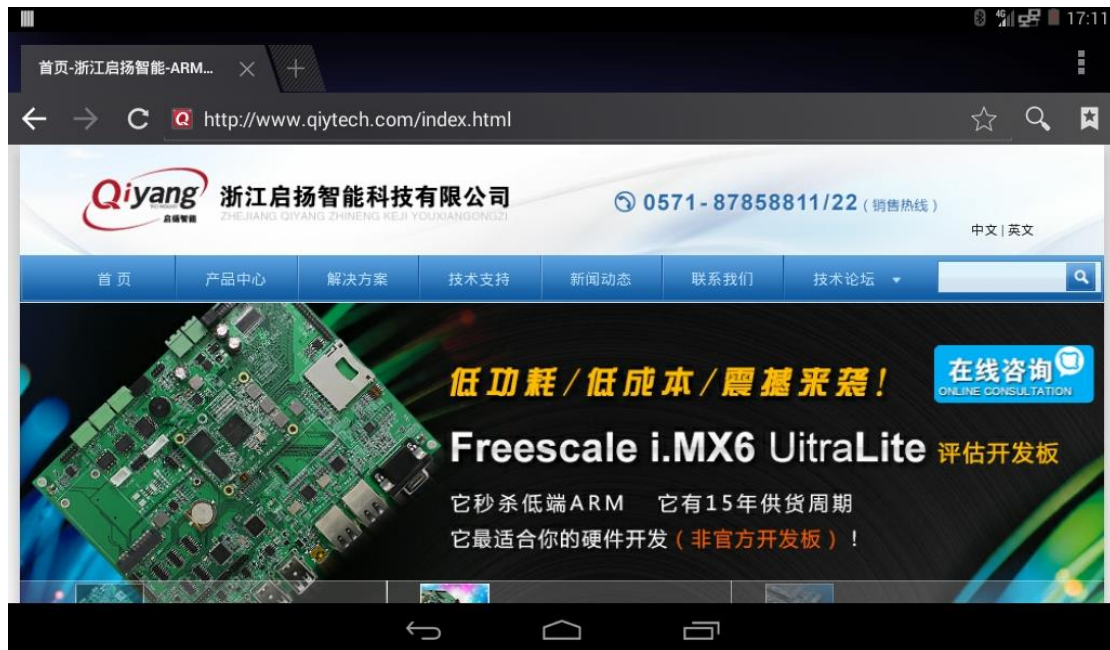 4G 17:11
首页-浙江启扬智能-ARM...
http://www.qiytech.com/index.html
Qiyang 浙江启扬智能科技有限公司 0571-87858811/22 (销售热线)
启扬智能 ZHEJIANG QIYANG ZHINENG KEJI YOUXIANGONGZI
中文 | 英文
首 页 产品中心 解决方案 技术支持 新闻动态 联系我们 技术论坛
低功耗/低成本/震撼来袭!
在线咨询
ONLINE CONSULTATION
Freescale i.MX6 UitraLite 评估开发板
它秒杀低端ARM 它有15年供货周期
它最适合你的硬件开发(非官方开发板)!